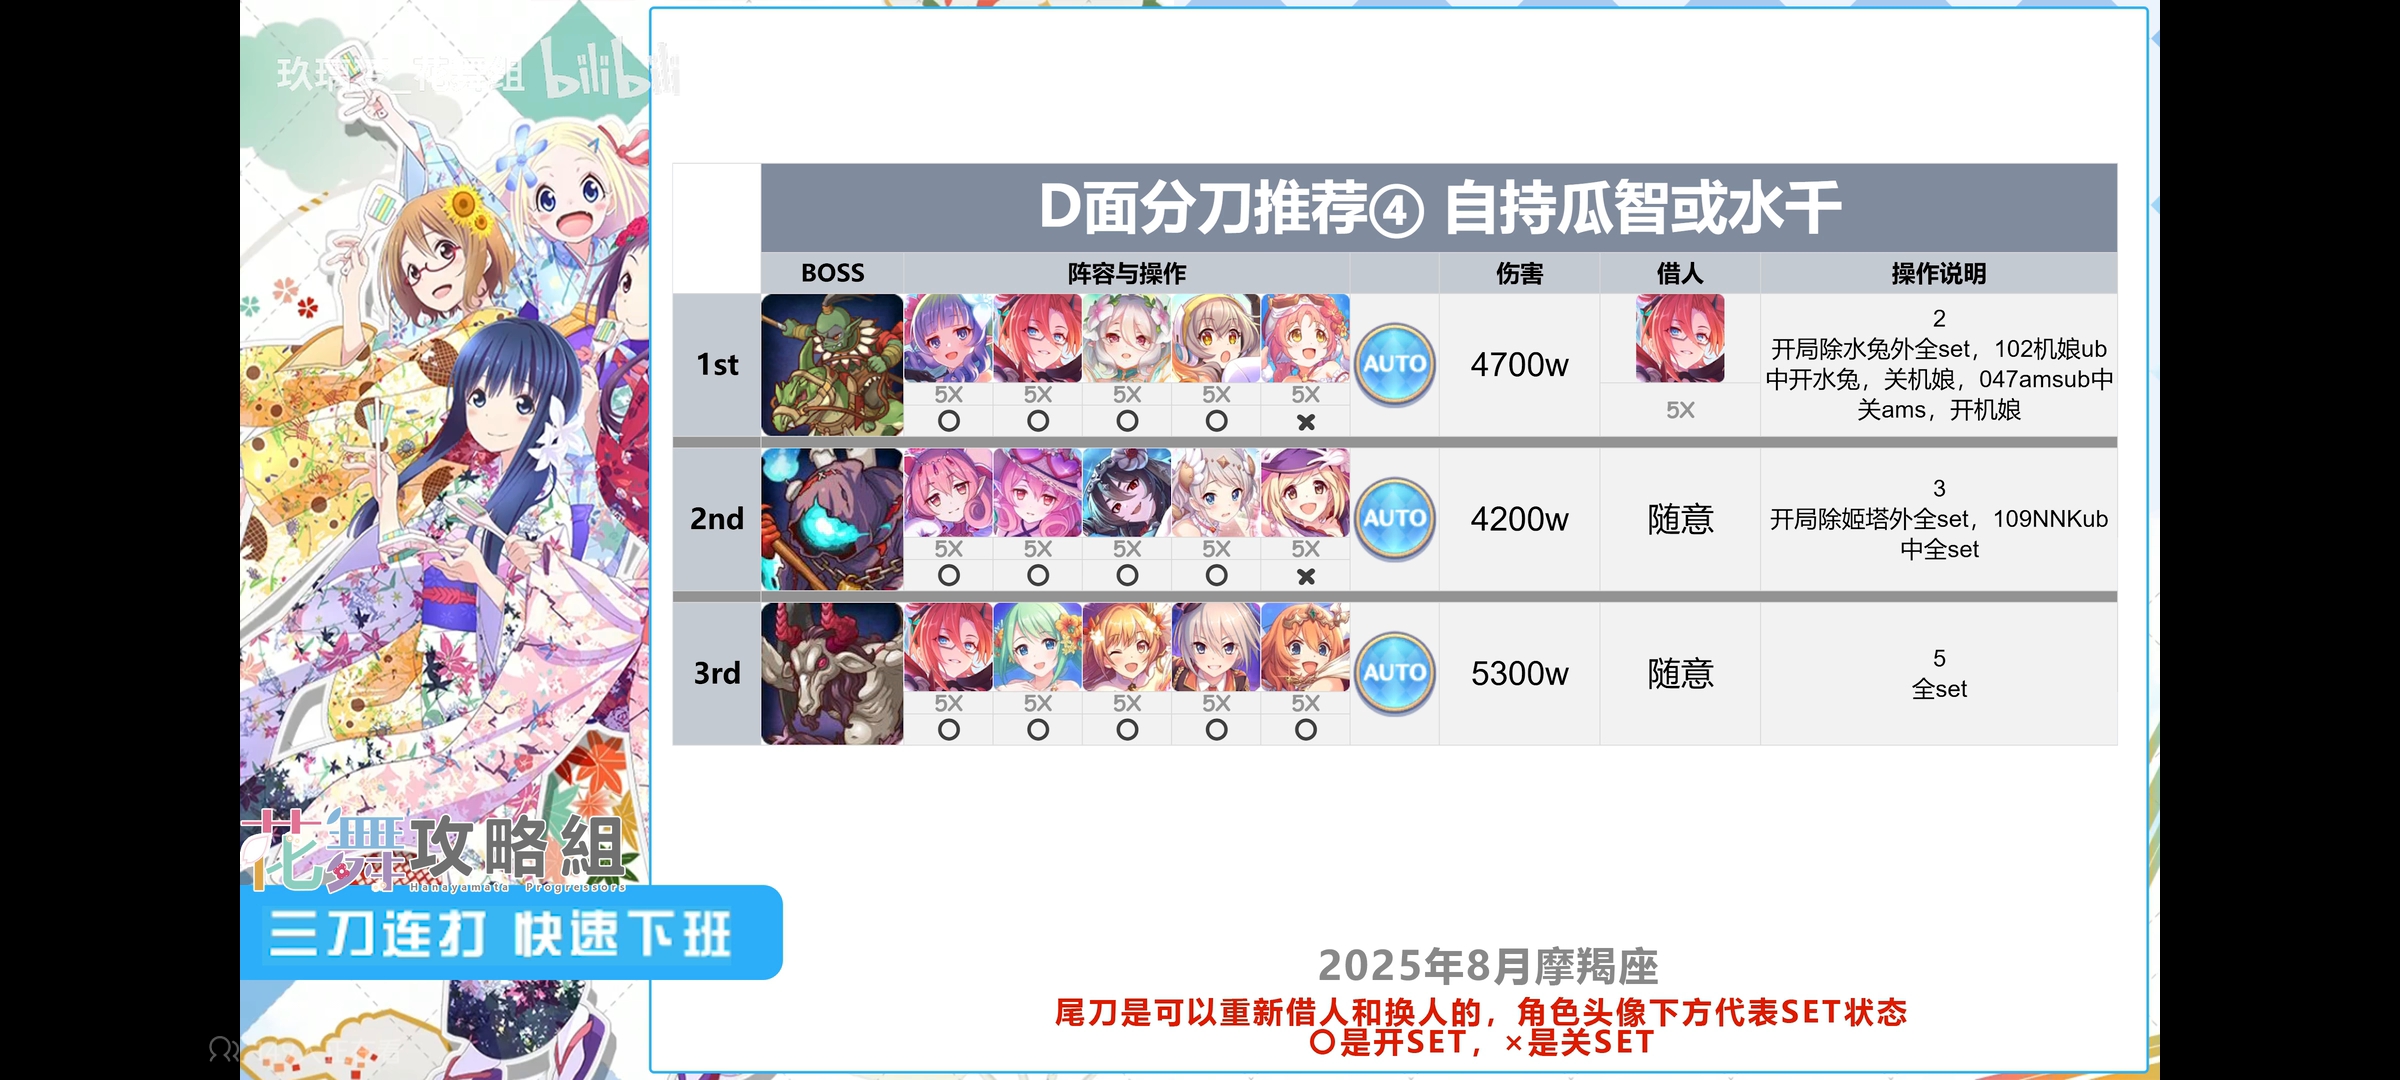 bilibili
D面分刀推荐④ 自持瓜智或水千
BOSS 阵容与操作 伤害 借人 操作说明
1st
5X 5X 5X 5X 5X
AUTO
4700w
5X
2
开局除水兔外全set，102机娘ub
中开水兔，关机娘，047amsub中
关ams，开机娘
2nd
5X 5X 5X 5X 5X
AUTO
4200w
随意
3
开局除姬塔外全set，109NNKub
中全set
3rd
5X 5X 5X 5X 5X
AUTO
5300w
随意
5
全set
花舞攻略組
Hanayamata Progressors
三刀连打 快速下班
2025年8月摩羯座
尾刀是可以重新借人和换人的，角色头像下方代表SET状态
〇是开SET，×是关SET